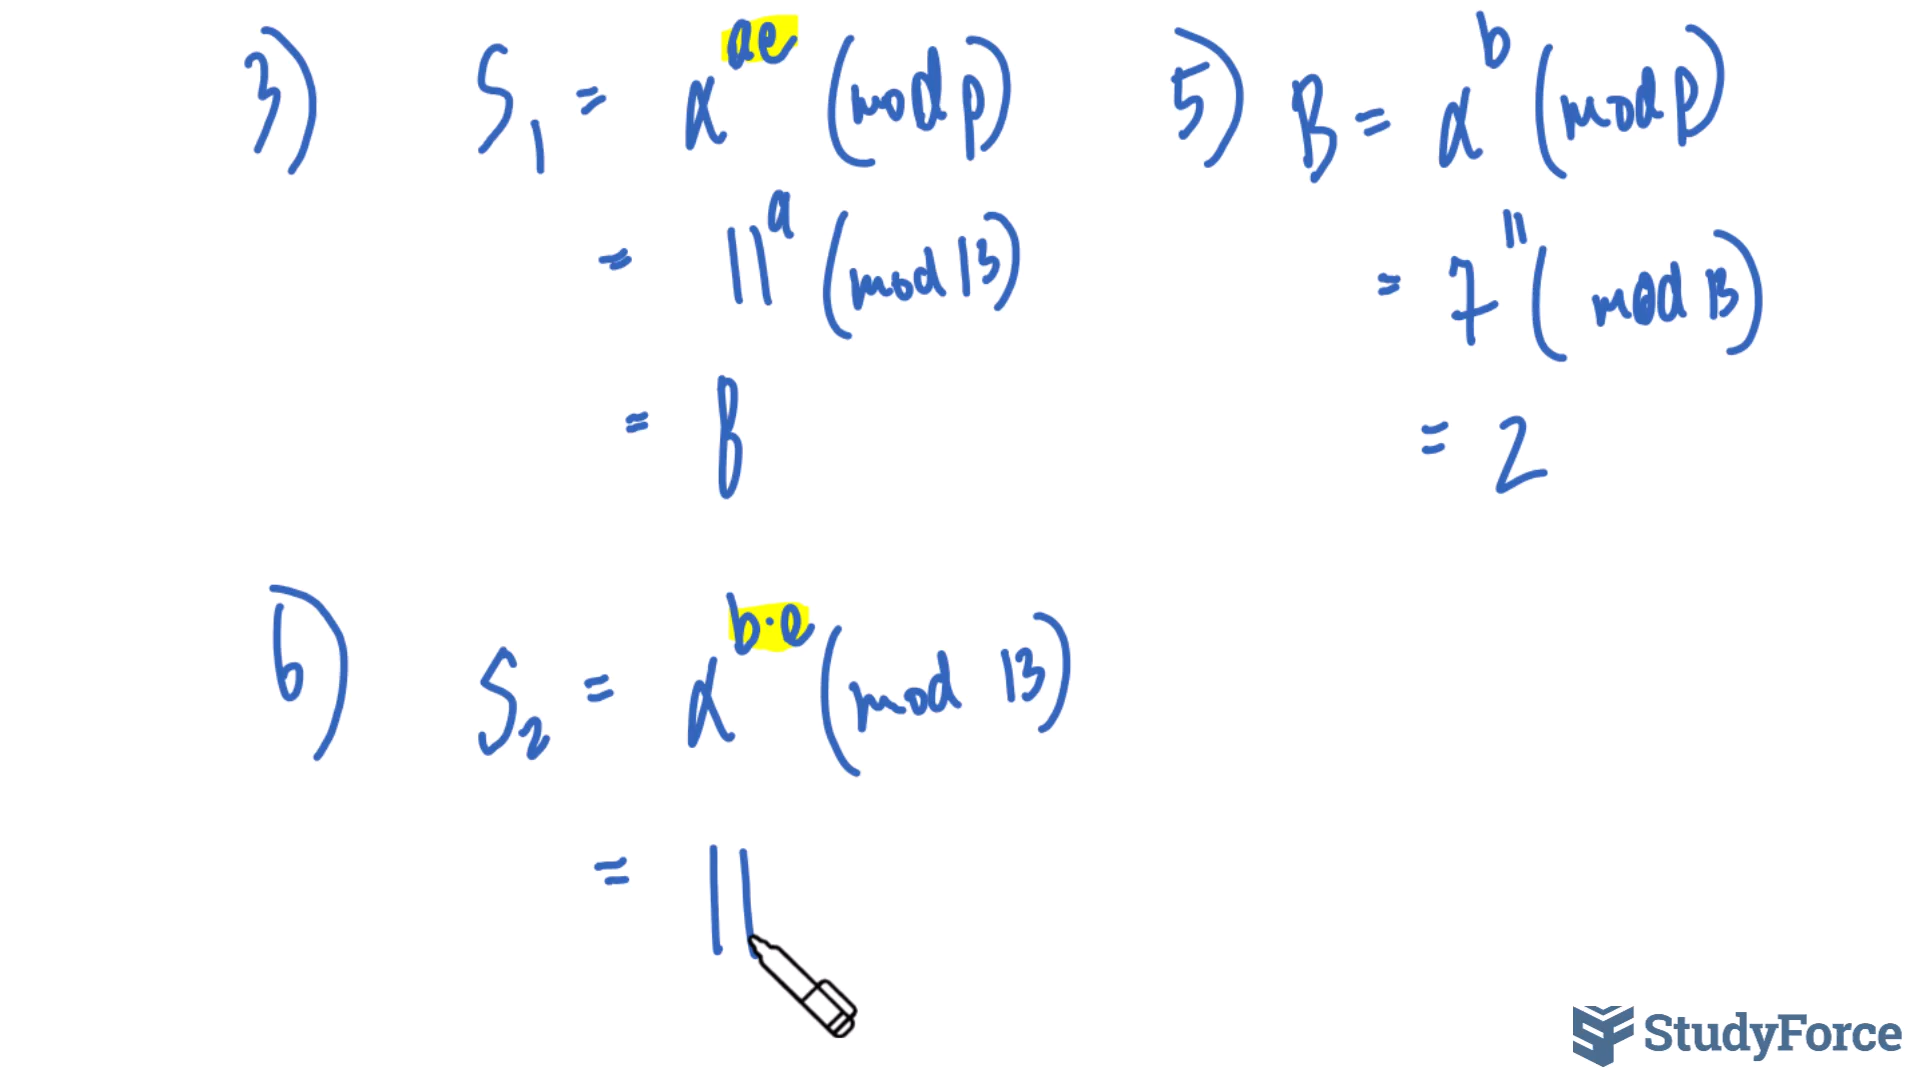 3) S₁ = α^ae (mod p)
= 11^9 (mod 13)
= 8
5) B = α^b (mod p)
= 7^11 (mod 13)
= 2
6) S₂ = α^b·e (mod 13)
= 11
StudyForce